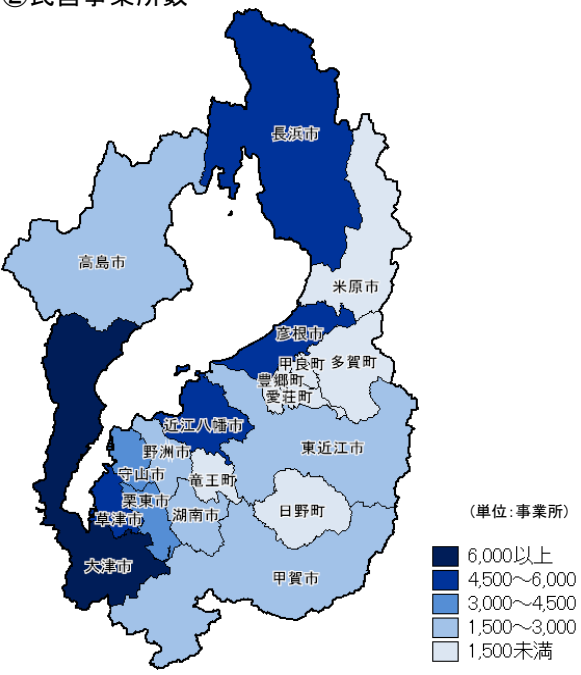 ②民営事業所数
長浜市
高島市
米原市
彦根市
甲良町
多賀町
豊郷町
愛荘町
近江八幡市
野洲市
東近江市
守山市
竜王町
栗東市
草津市
湖南市
日野町
大津市
甲賀市
(単位:事業所)
6,000以上
4,500～6,000
3,000～4,500
1,500～3,000
1,500未満